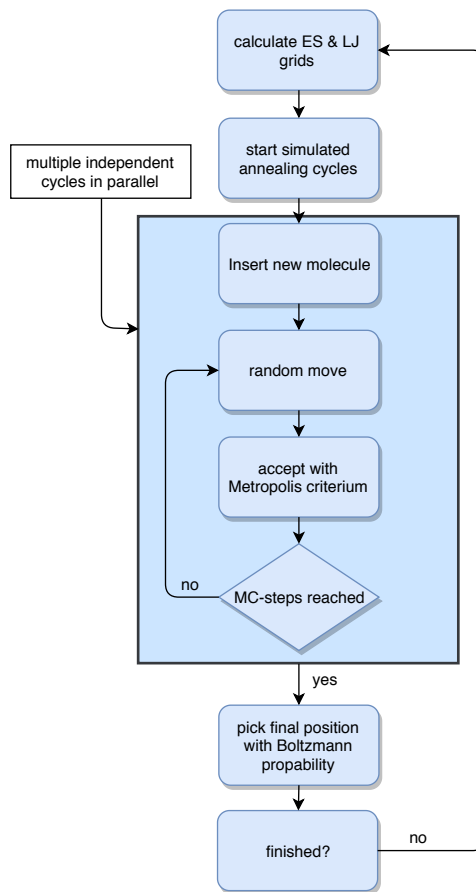 calculate ES & LJ
grids
start simulated
annealing cycles
multiple independent
cycles in parallel
Insert new molecule
random move
accept with
Metropolis criterium
no
MC-steps reached
yes
pick final position
with Boltzmann
propability
finished?
no